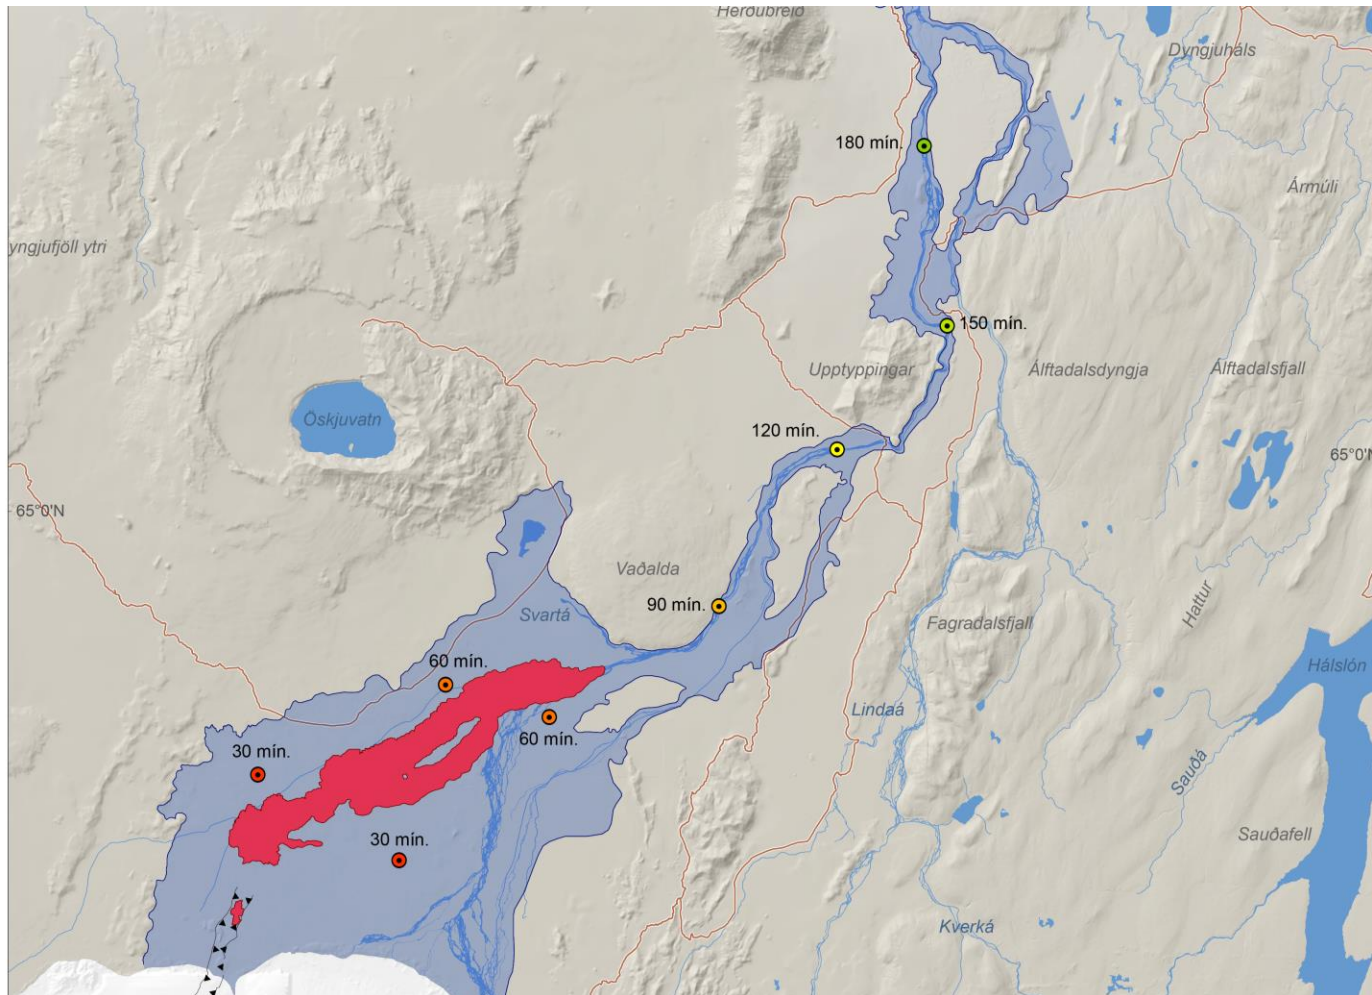 Herðubreið
Dyngjuháls
180 mín.
Ármúli
yngjufjöll ytri
150 mín.
Upptyppingar
Álftadalsdyngja
Álftadalsfjall
Öskjuvatn
120 mín.
65°0'N
65°0'N
Vaðalda
Hattur
90 mín.
Svartá
Fagradalsfjall
60 mín.
Hálslón
Lindaá
60 mín.
30 mín.
Sauðá
30 mín.
Sauðafell
Kverká